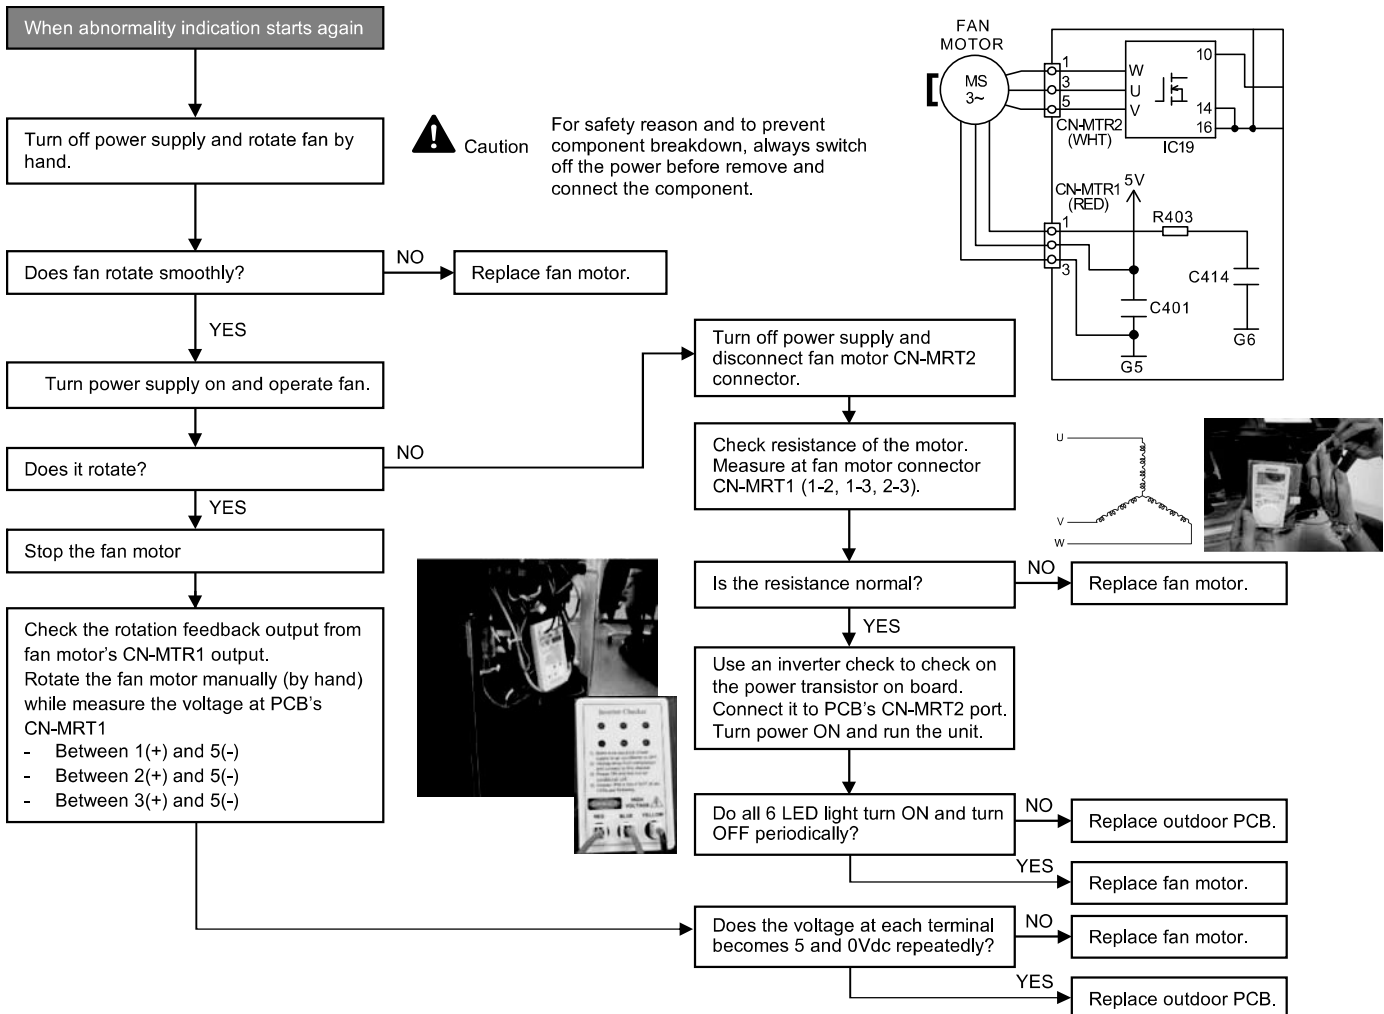 When abnormality indication starts again
Turn off power supply and rotate fan by
hand.
Caution
For safety reason and to prevent
component breakdown, always switch
off the power before remove and
connect the component.
Does fan rotate smoothly?
NO
Replace fan motor.
YES
Turn power supply on and operate fan.
Does it rotate?
NO
YES
Stop the fan motor
Check the rotation feedback output from
fan motor's CN-MTR1 output.
Rotate the fan motor manually (by hand)
while measure the voltage at PCB's
CN-MRT1
- Between 1(+) and 5(-)
- Between 2(+) and 5(-)
- Between 3(+) and 5(-)
Turn off power supply and
disconnect fan motor CN-MRT2
connector.
Check resistance of the motor.
Measure at fan motor connector
CN-MRT1 (1-2, 1-3, 2-3).
Is the resistance normal?
NO
Replace fan motor.
YES
Use an inverter check to check on
the power transistor on board.
Connect it to PCB's CN-MRT2 port.
Turn power ON and run the unit.
Do all 6 LED light turn ON and turn
OFF periodically?
NO
Replace outdoor PCB.
YES
Replace fan motor.
Does the voltage at each terminal
becomes 5 and 0Vdc repeatedly?
NO
Replace fan motor.
YES
Replace outdoor PCB.
FAN
MOTOR
MS
3~
1
3
5
W
U
V
10
14
16
CN-MTR2
(WHT)
IC19
CN-MTR1
(RED)
5V
1
3
R403
C414
C401
G6
G5
U
V
W
Inverter Checker
HIGH
VOLTAGE
RED BLUE YELLOW